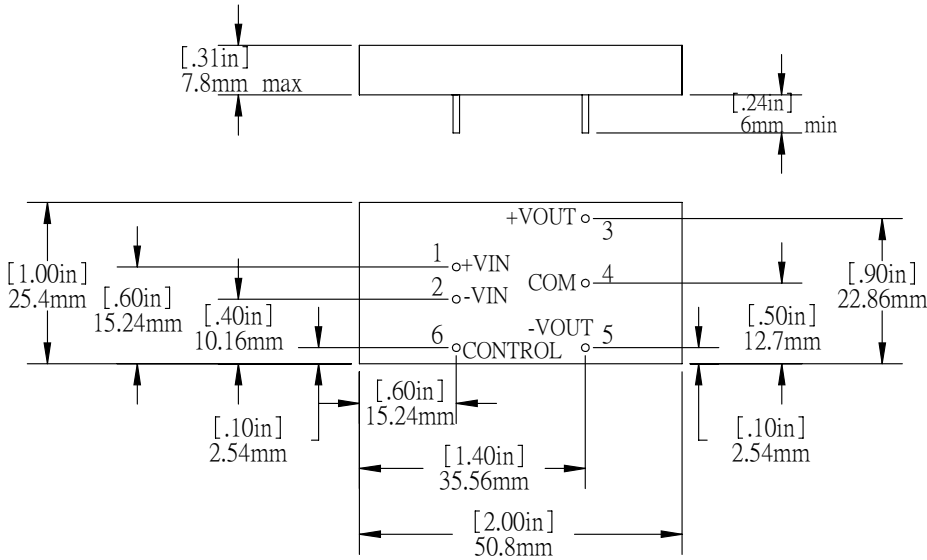 [.31in]
7.8mm max
[.24in]
6mm min
+VOUT
3
1
+VIN
COM
4
2
-VIN
-VOUT
5
6
CONTROL
[1.00in]
25.4mm
[.60in]
15.24mm
[.40in]
10.16mm
[.10in]
2.54mm
[.60in]
15.24mm
[1.40in]
35.56mm
[2.00in]
50.8mm
[.90in]
22.86mm
[.50in]
12.7mm
[.10in]
2.54mm